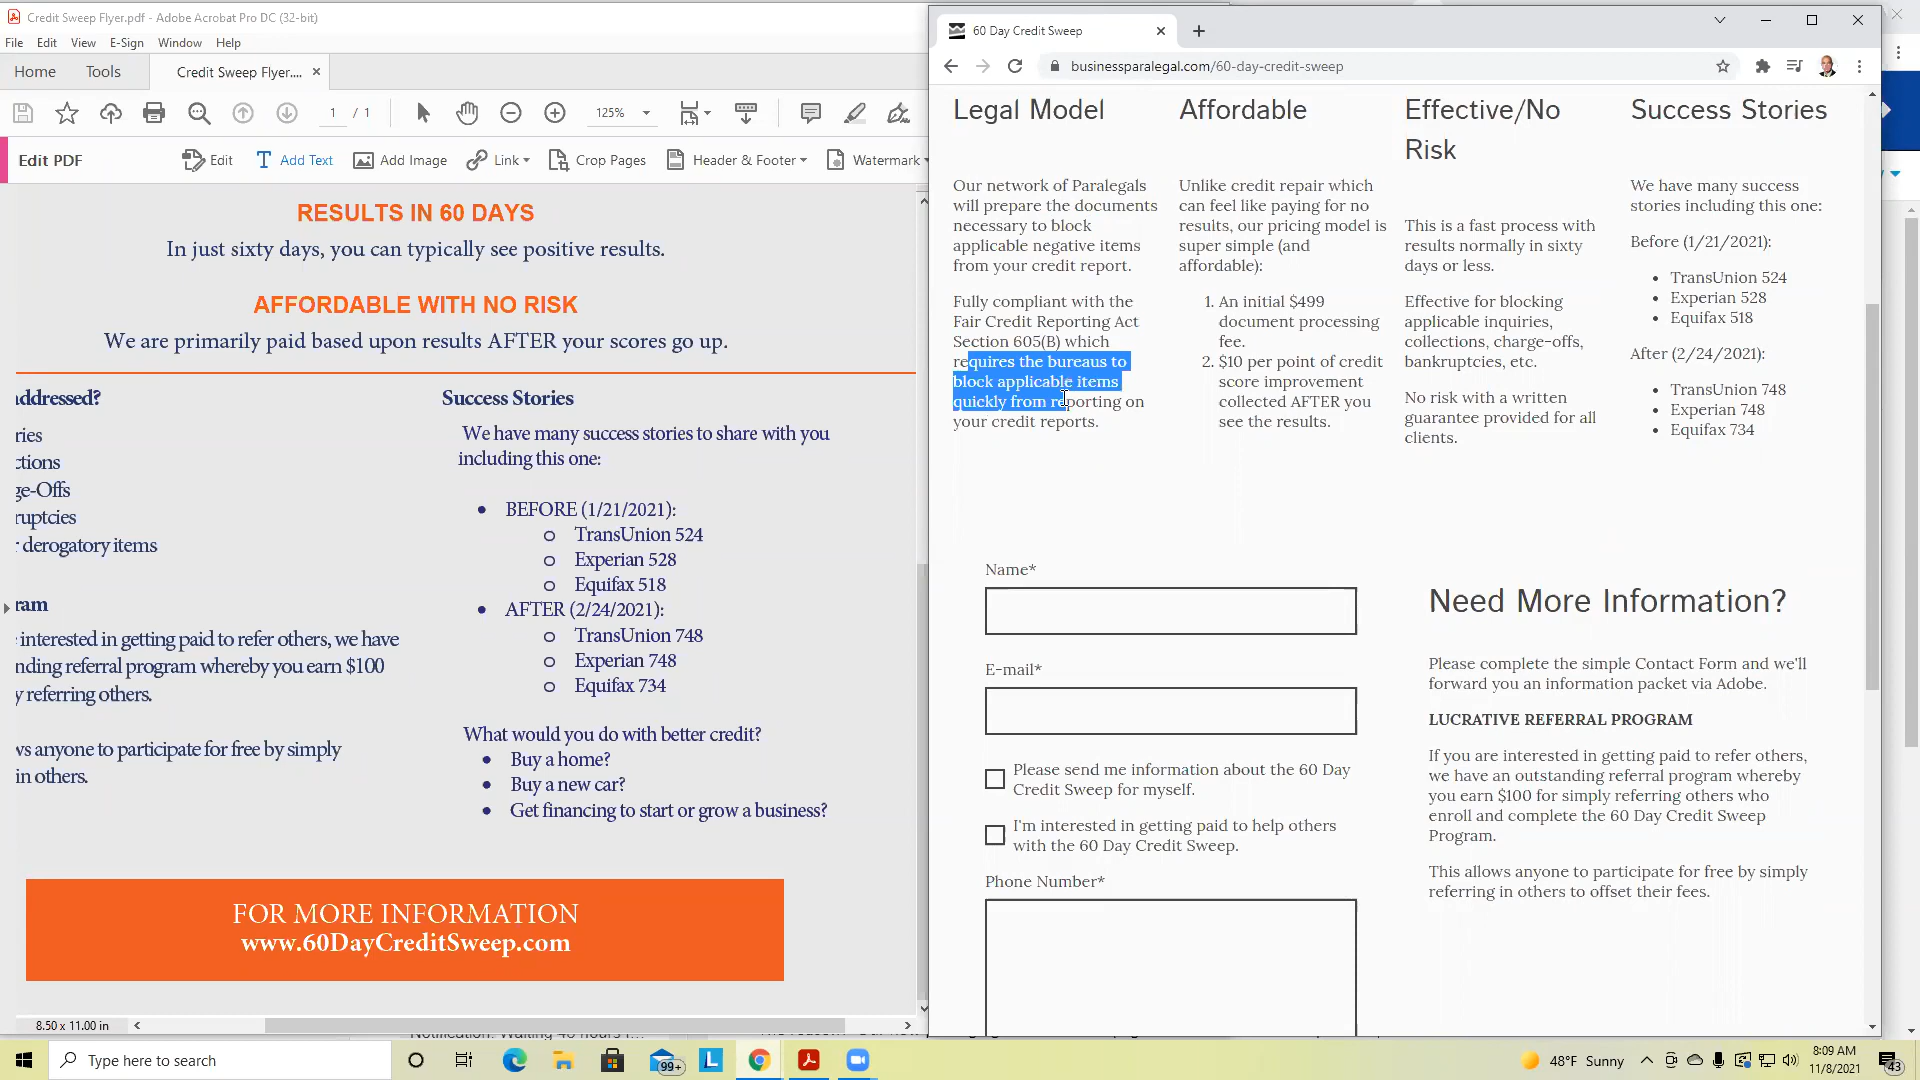 Credit Sweep Flyer.pdf - Adobe Acrobat Pro DC (32-bit)
File Edit View E-Sign Window Help
Home Tools Credit Sweep Flyer....
1 / 1 125%
Edit PDF Edit Add Text Add Image Link Crop Pages Header & Footer Watermark
RESULTS IN 60 DAYS
In just sixty days, you can typically see positive results.
AFFORDABLE WITH NO RISK
We are primarily paid based upon results AFTER your scores go up.
addressed?
ries
ctions
ge-Offs
ruptcies
r derogatory items
ram
interested in getting paid to refer others, we have
nding referral program whereby you earn $100
y referring others.
ws anyone to participate for free by simply
in others.
Success Stories
We have many success stories to share with you
including this one:
BEFORE (1/21/2021):
TransUnion 524
Experian 528
Equifax 518
AFTER (2/24/2021):
TransUnion 748
Experian 748
Equifax 734
What would you do with better credit?
Buy a home?
Buy a new car?
Get financing to start or grow a business?
FOR MORE INFORMATION
www.60DayCreditSweep.com
8.50 x 11.00 in
60 Day Credit Sweep
businessparalegal.com/60-day-credit-sweep
Legal Model
Our network of Paralegals
will prepare the documents
necessary to block
applicable negative items
from your credit report.
Fully compliant with the
Fair Credit Reporting Act
Section 605(B) which
requires the bureaus to
block applicable items
quickly from reporting on
your credit reports.
Affordable
Unlike credit repair which
can feel like paying for no
results, our pricing model is
super simple (and
affordable):
1. An initial $499
document processing
fee.
2. $10 per point of credit
score improvement
collected AFTER you
see the results.
Effective/No
Risk
This is a fast process with
results normally in sixty
days or less.
Effective for blocking
applicable inquiries,
collections, charge-offs,
bankruptcies, etc.
No risk with a written
guarantee provided for all
clients.
Success Stories
We have many success
stories including this one:
Before (1/21/2021):
TransUnion 524
Experian 528
Equifax 518
After (2/24/2021):
TransUnion 748
Experian 748
Equifax 734
Name*
E-mail*
Please send me information about the 60 Day
Credit Sweep for myself.
I'm interested in getting paid to help others
with the 60 Day Credit Sweep.
Phone Number*
Need More Information?
Please complete the simple Contact Form and we'll
forward you an information packet via Adobe.
LUCRATIVE REFERRAL PROGRAM
If you are interested in getting paid to refer others,
we have an outstanding referral program whereby
you earn $100 for simply referring others who
enroll and complete the 60 Day Credit Sweep
Program.
This allows anyone to participate for free by simply
referring in others to offset their fees.
Type here to search
99+
L
48°F Sunny
8:09 AM
11/8/2021
43